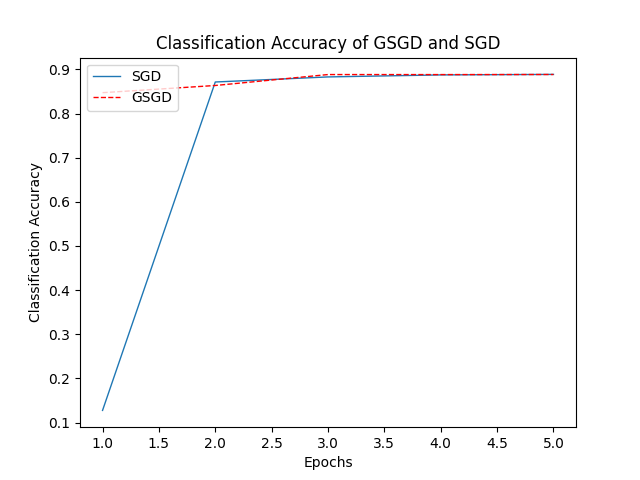 Classification Accuracy of GSGD and SGD
SGD
GSGD
Classification Accuracy
0.9
0.8
0.7
0.6
0.5
0.4
0.3
0.2
0.1
1.0 1.5 2.0 2.5 3.0 3.5 4.0 4.5 5.0
Epochs